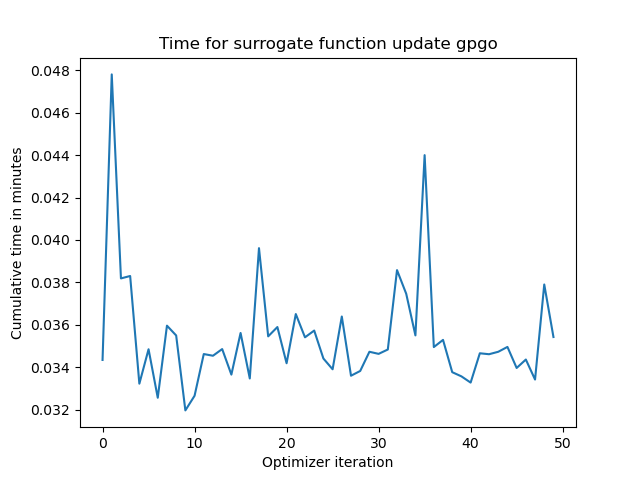 Time for surrogate function update gpgo
Cumulative time in minutes
0.048
0.046
0.044
0.042
0.040
0.038
0.036
0.034
0.032
0 10 20 30 40 50
Optimizer iteration